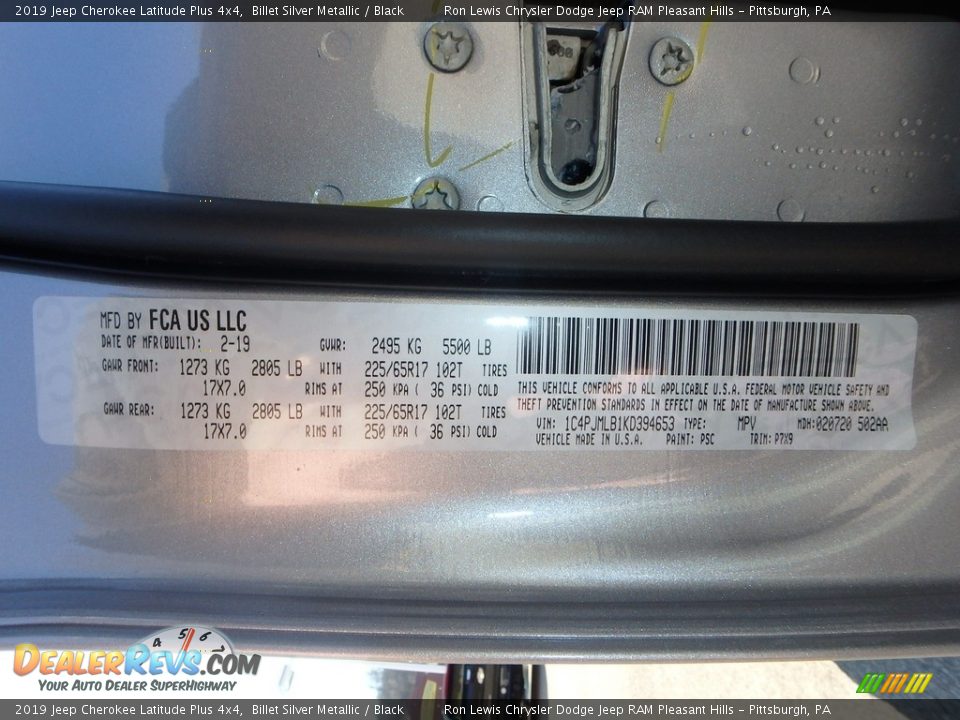 2019 Jeep Cherokee Latitude Plus 4x4, Billet Silver Metallic / Black Ron Lewis Chrysler Dodge Jeep RAM Pleasant Hills - Pittsburgh, PA
MFD BY FCA US LLC
DATE OF MFR(BUILT): 2-19 GVWR: 2495 KG 5500 LB
GAWR FRONT: 1273 KG 2805 LB WITH 225/65R17 102T TIRES
17X7.0 RIMS AT 250 KPA ( 36 PSI) COLD
GAWR REAR: 1273 KG 2805 LB WITH 225/65R17 102T TIRES
17X7.0 RIMS AT 250 KPA ( 36 PSI) COLD
THIS VEHICLE CONFORMS TO ALL APPLICABLE U.S.A. FEDERAL MOTOR VEHICLE SAFETY AND
THEFT PREVENTION STANDARDS IN EFFECT ON THE DATE OF MANUFACTURE SHOWN ABOVE.
VIN: 1C4PJMLB1KD394653 TYPE: MPV MDH:020720 502AA
VEHICLE MADE IN U.S.A. PAINT: PSC TRIM: P7X9
4 5 6
DealerRevs.com
Your Auto Dealer SuperHighway
2019 Jeep Cherokee Latitude Plus 4x4, Billet Silver Metallic / Black Ron Lewis Chrysler Dodge Jeep RAM Pleasant Hills - Pittsburgh, PA